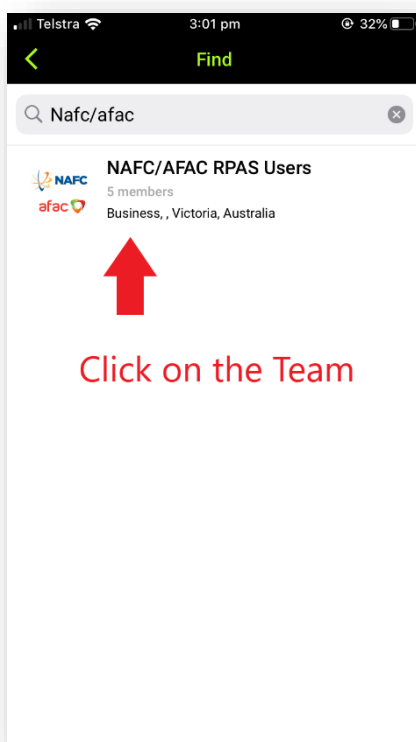 Telstra 3:01 pm 32%
Find
Nafc/afac
NAFC/AFAC RPAS Users
NAFC
5 members
afac
Business, , Victoria, Australia
Click on the Team